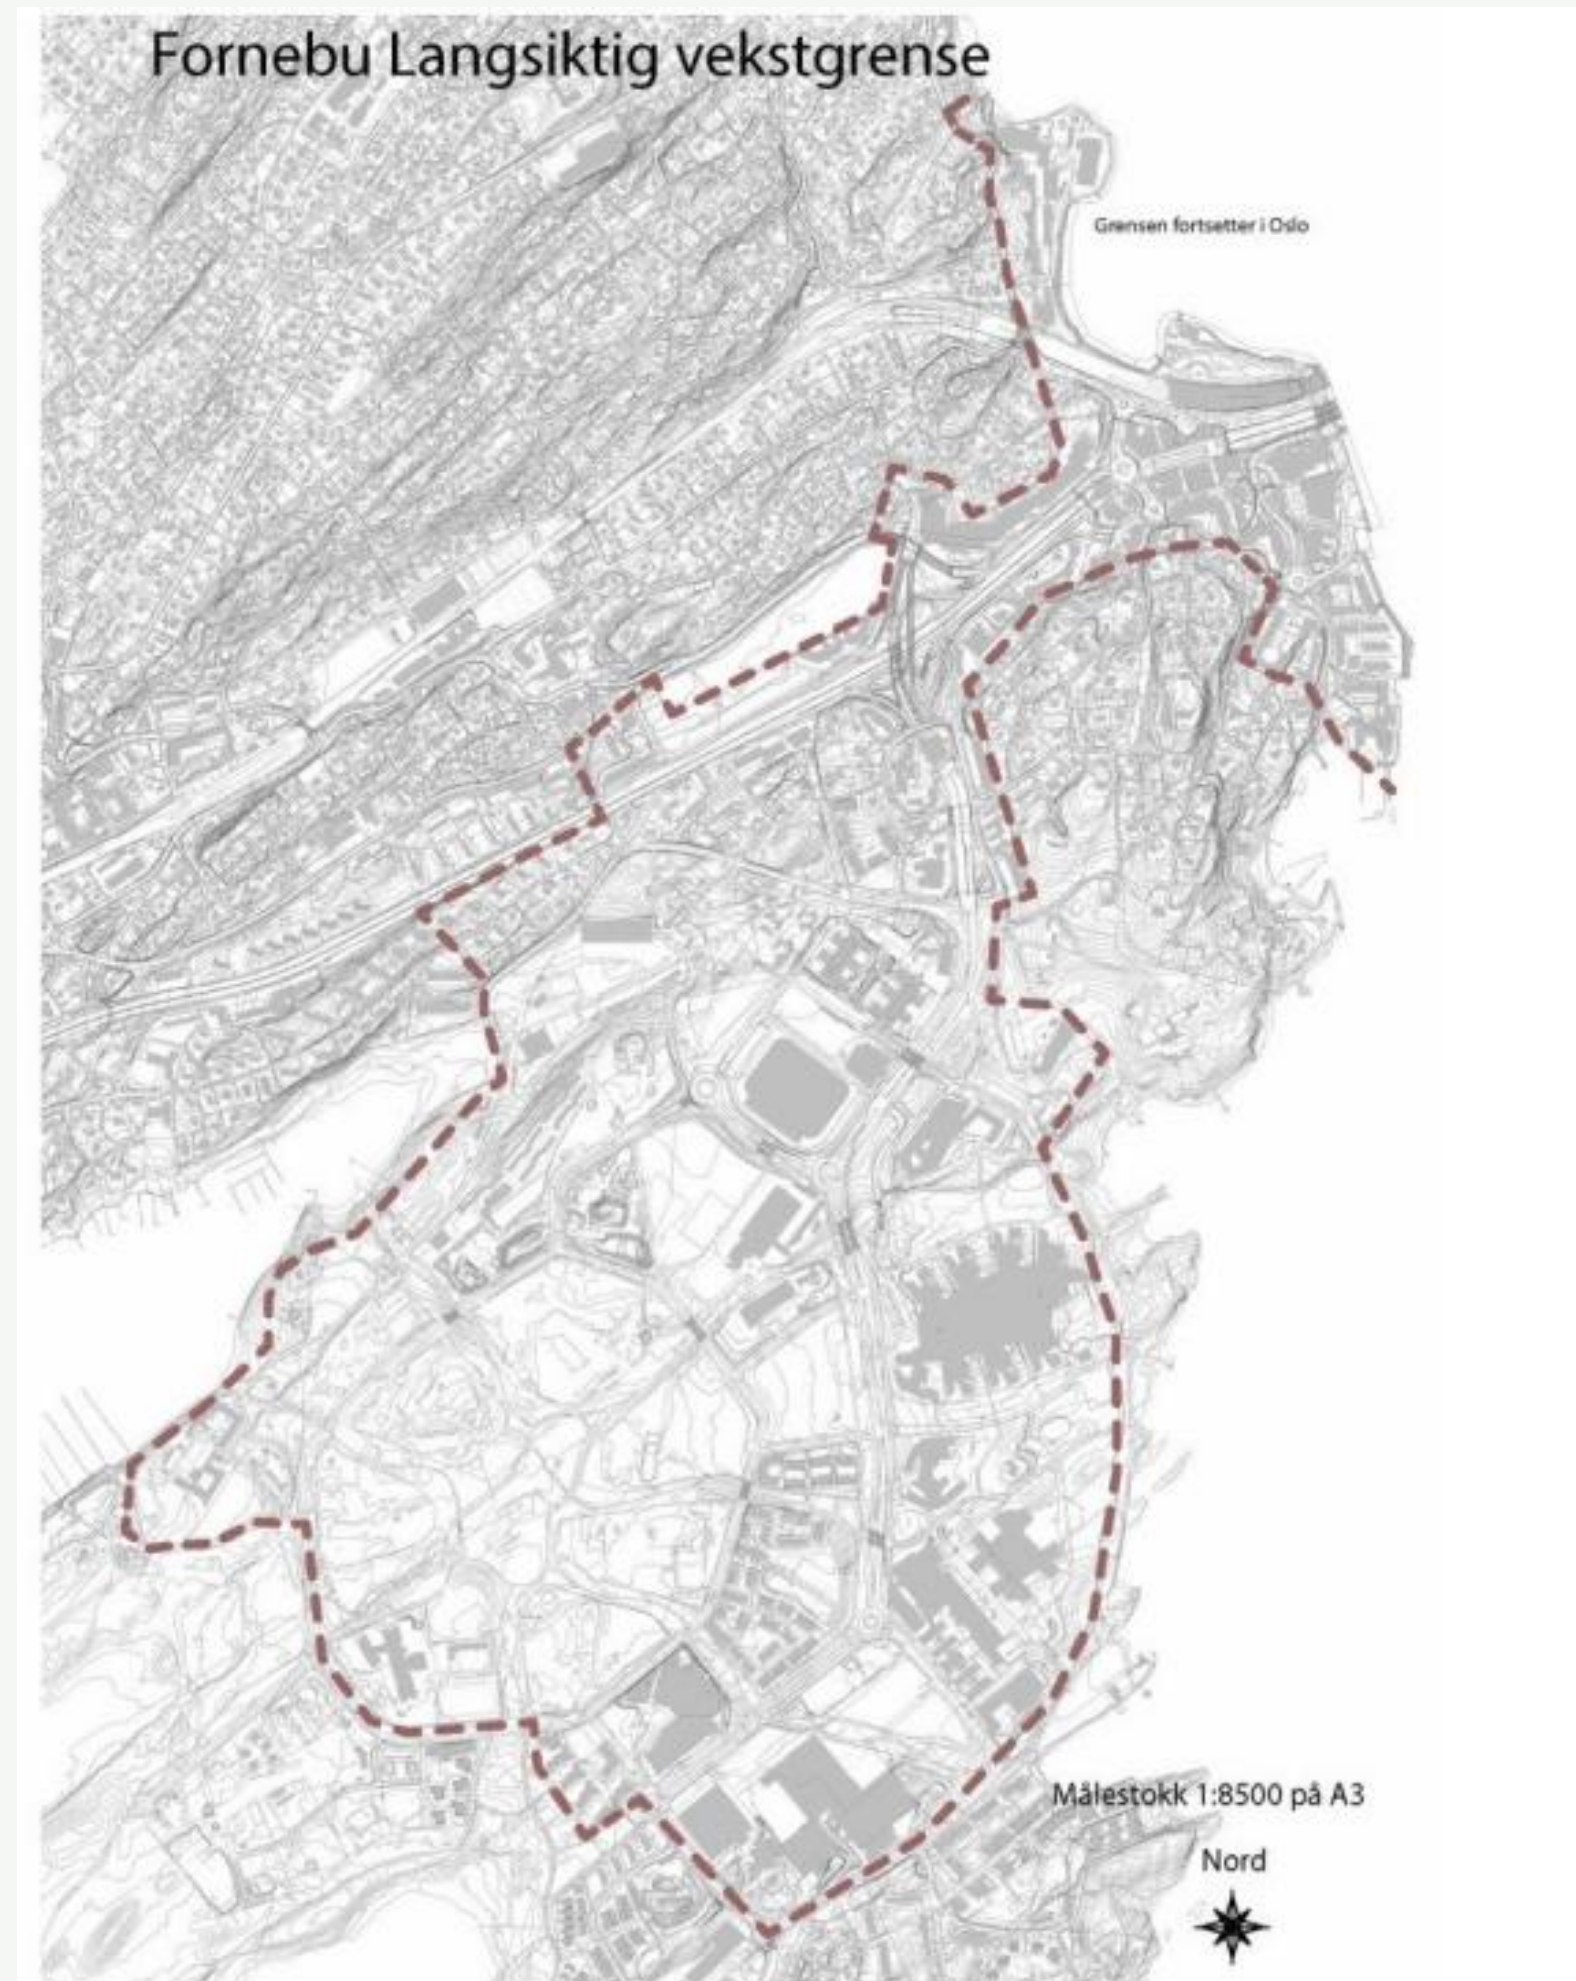 Fornebu Langsiktig vekstgrense
Grensen fortsetter i Oslo
Målestokk 1:8500 på A3
Nord